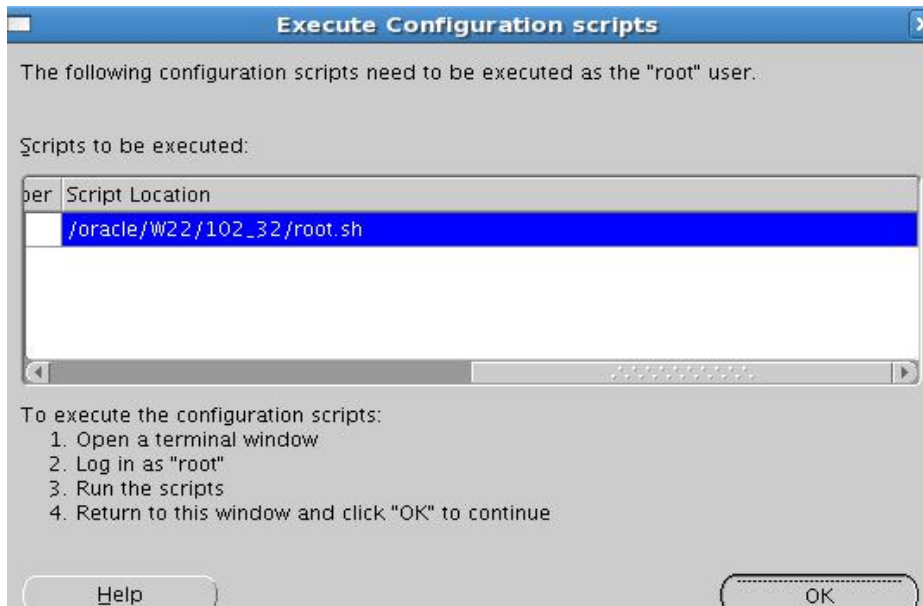 Execute Configuration scripts
The following configuration scripts need to be executed as the "root" user.
Scripts to be executed:
ber Script Location
/oracle/W22/102_32/root.sh
To execute the configuration scripts:
1. Open a terminal window
2. Log in as "root"
3. Run the scripts
4. Return to this window and click "OK" to continue
Help OK